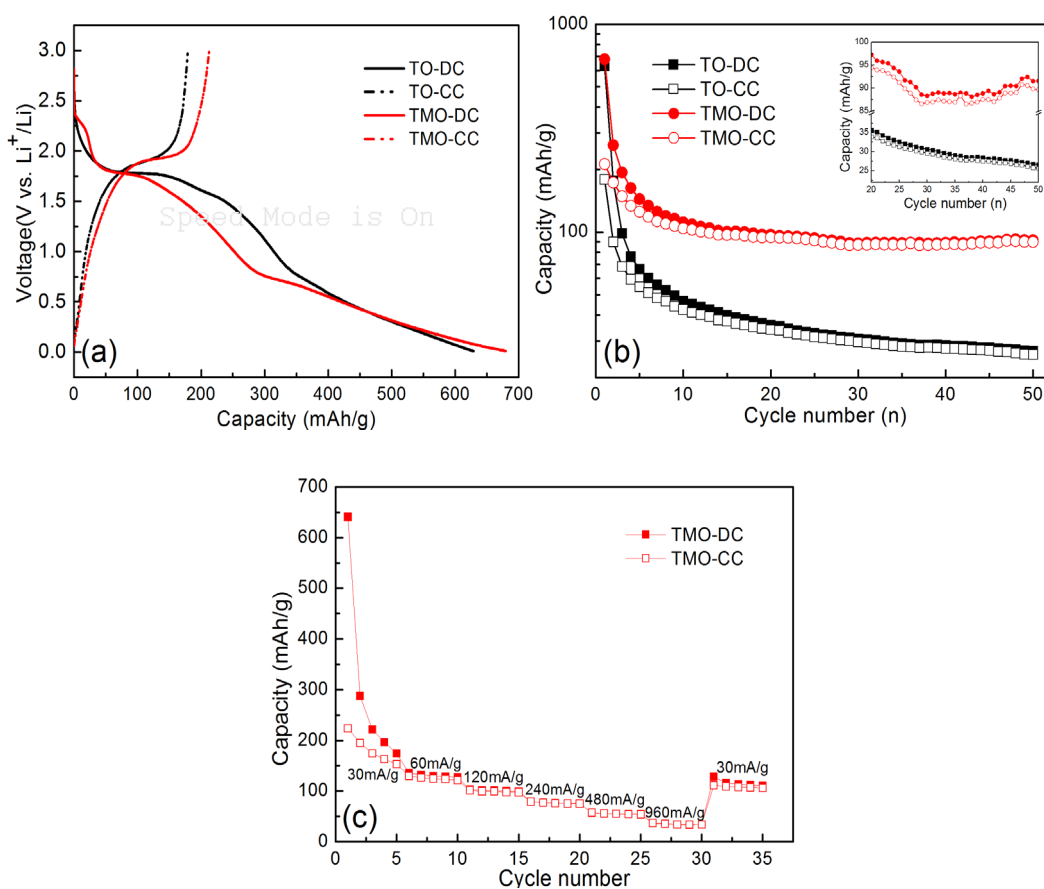 3.0
2.5
2.0
1.5
1.0
0.5
0.0
Voltage(V vs. Li+/Li)
TO-DC
TO-CC
TMO-DC
TMO-CC
Speed Mode is On
(a)
0 100 200 300 400 500 600 700
Capacity (mAh/g)
1000
100
Capacity (mAh/g)
TO-DC
TO-CC
TMO-DC
TMO-CC
100
95
90
85
35
30
25
Capacity (mAh/g)
20 25 30 35 40 45 50
Cycle number (n)
(b)
0 10 20 30 40 50
Cycle number (n)
700
600
500
400
300
200
100
0
Capacity (mAh/g)
TMO-DC
TMO-CC
30mA/g
60mA/g
120mA/g
240mA/g
480mA/g
960mA/g
30mA/g
(c)
0 5 10 15 20 25 30 35
Cycle number